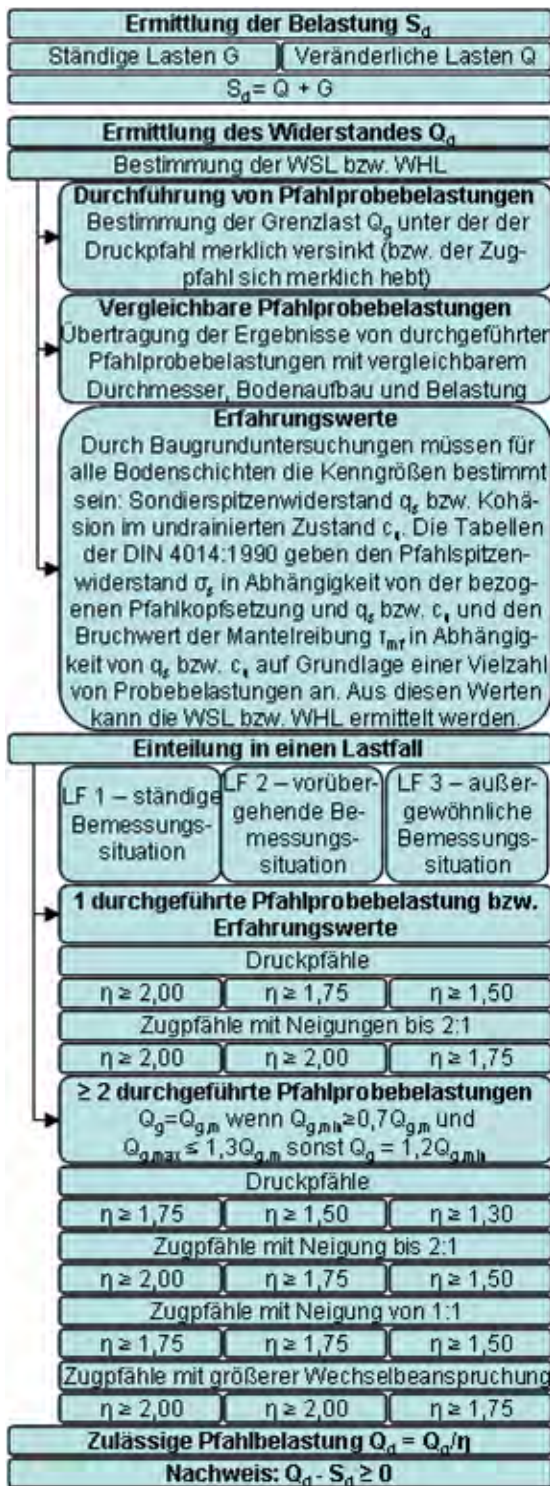 Ermittlung der Belastung S_d
Ständige Lasten G
Veränderliche Lasten Q
S_d = Q + G
Ermittlung des Widerstandes Q_d
Bestimmung der WSL bzw. WHL
Durchführung von Pfahlprobebelastungen
Bestimmung der Grenzlast Q_g unter der der
Druckpfahl merklich versinkt (bzw. der Zug-
pfahl sich merklich hebt)
Vergleichbare Pfahlprobebelastungen
Übertragung der Ergebnisse von durchgeführten
Pfahlprobebelastungen mit vergleichbarem
Durchmesser, Bodenaufbau und Belastung
Erfahrungswerte
Durch Baugrunduntersuchungen müssen für
alle Bodenschichten die Kenngrößen bestimmt
sein: Sondierspitzenwiderstand q_s bzw. Kohä-
sion im undrainierten Zustand c_u. Die Tabellen
der DIN 4014:1990 geben den Pfahlspitzen-
widerstand σ_s in Abhängigkeit von der bezog-
enen Pfahlkopfsetzung und q_s bzw. c_u und den
Bruchwert der Mantelreibung τ_mf in Abhängig-
keit von q_s bzw. c_u auf Grundlage einer Vielzahl
von Probebelastungen an. Aus diesen Werten
kann die WSL bzw. WHL ermittelt werden.
Einteilung in einen Lastfall
LF 1 – ständige
Bemessungs-
situation
LF 2 – vorüber-
gehende Be-
messungs-
situation
LF 3 – außer-
gewöhnliche
Bemessungs-
situation
1 durchgeführte Pfahlprobebelastung bzw.
Erfahrungswerte
Druckpfähle
η ≥ 2,00
η ≥ 1,75
η ≥ 1,50
Zugpfähle mit Neigungen bis 2:1
η ≥ 2,00
η ≥ 2,00
η ≥ 1,75
≥ 2 durchgeführte Pfahlprobebelastungen
Q_g=Q_g,m wenn Q_g,min≥0,7Q_g,m und
Q_g,max ≤ 1,3Q_g,m sonst Q_g = 1,2Q_g,min
Druckpfähle
η ≥ 1,75
η ≥ 1,50
η ≥ 1,30
Zugpfähle mit Neigung bis 2:1
η ≥ 2,00
η ≥ 1,75
η ≥ 1,50
Zugpfähle mit Neigung von 1:1
η ≥ 1,75
η ≥ 1,75
η ≥ 1,50
Zugpfähle mit größerer Wechselbeanspruchung
η ≥ 2,00
η ≥ 2,00
η ≥ 1,75
Zulässige Pfahlbelastung Q_d = Q_g/η
Nachweis: Q_d - S_d ≥ 0